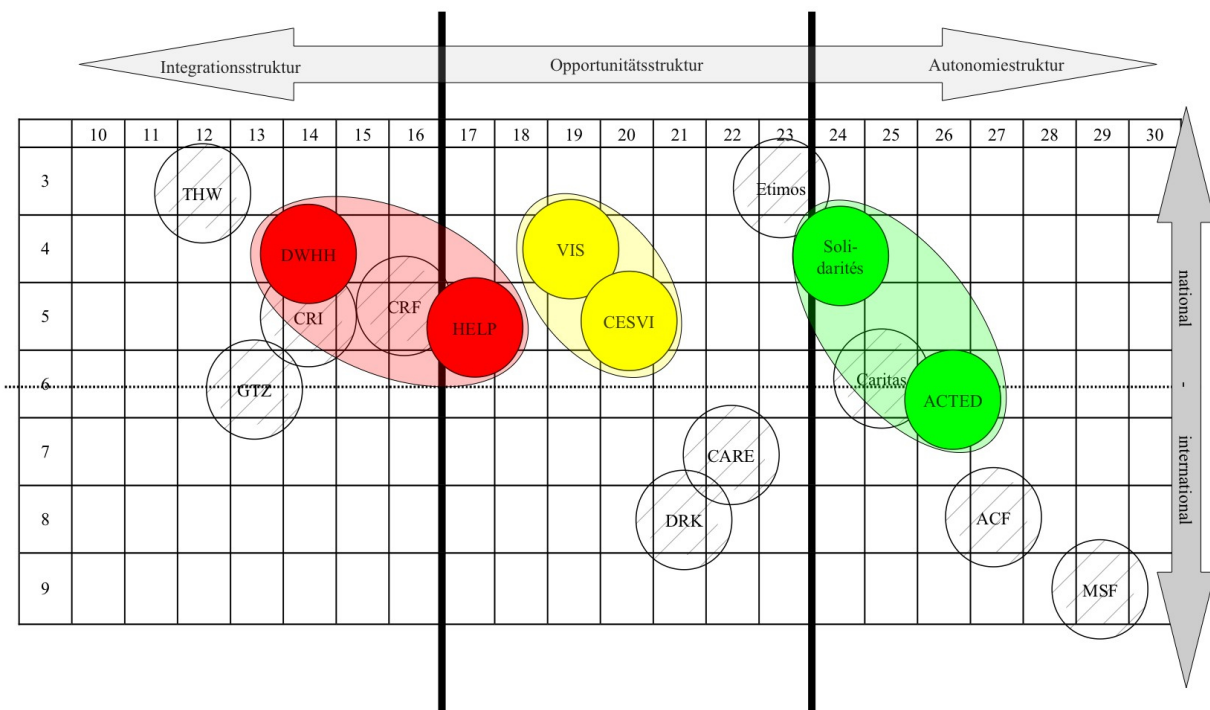 Integrationsstruktur Opportunitätsstruktur Autonomiestruktur
10 11 12 13 14 15 16 17 18 19 20 21 22 23 24 25 26 27 28 29 30
3
THW
Etimos
4
DWHH
VIS
Soli-
darités
5
CRI
CRF
HELP
CESVI
6
GTZ
Caritas
ACTED
7
CARE
8
DRK
ACF
9
MSF
national - international